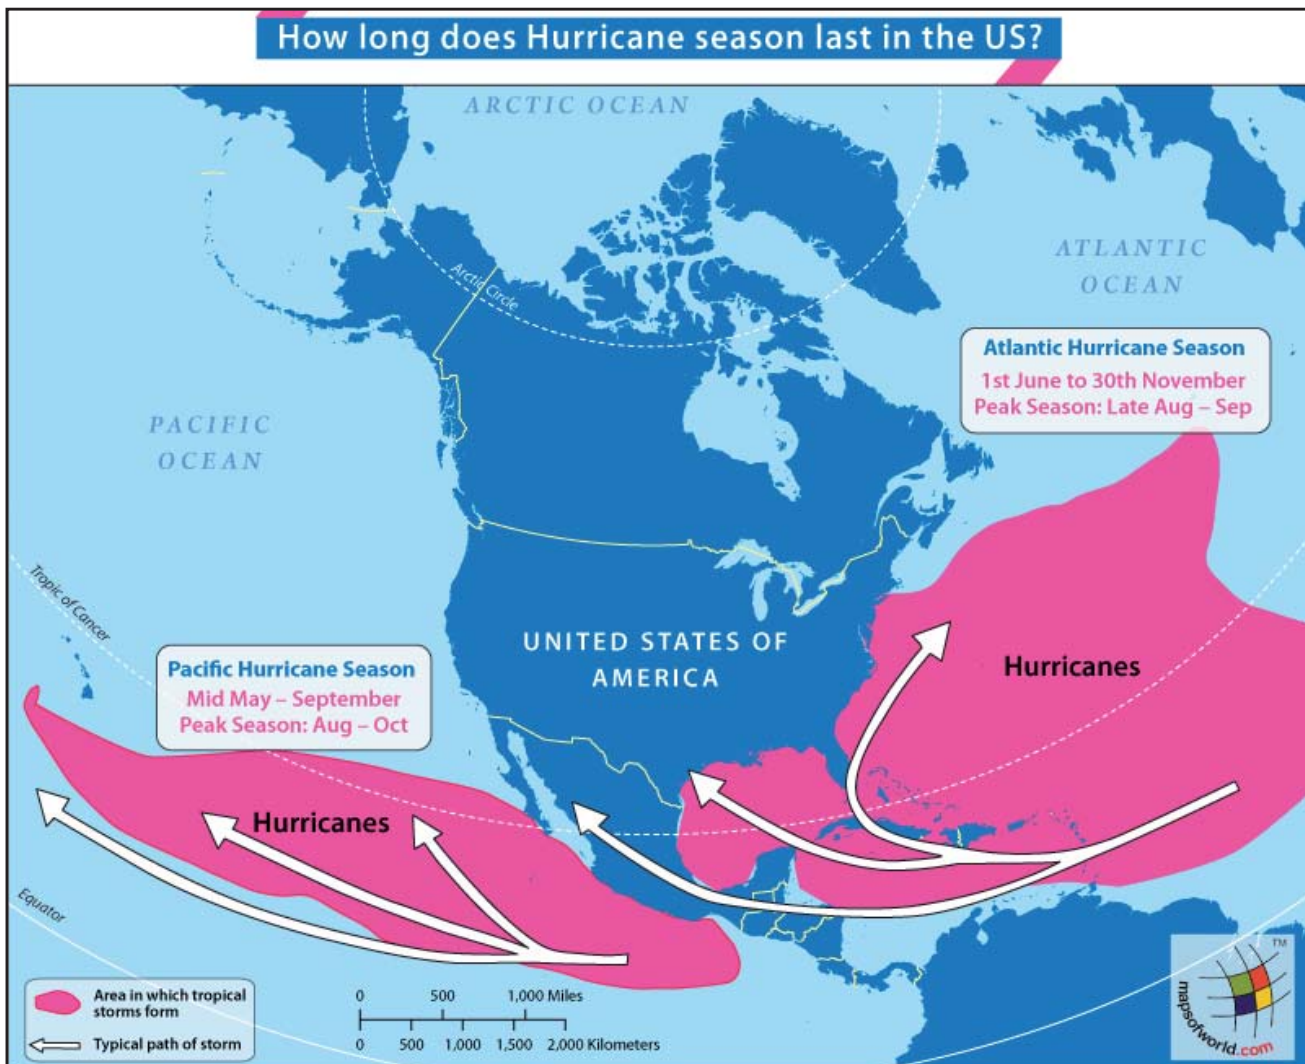 How long does Hurricane season last in the US?
ARCTIC OCEAN
ATLANTIC
OCEAN
Arctic Circle
Atlantic Hurricane Season
1st June to 30th November
Peak Season: Late Aug – Sep
PACIFIC
OCEAN
Tropic of Cancer
UNITED STATES OF
AMERICA
Pacific Hurricane Season
Mid May – September
Peak Season: Aug – Oct
Hurricanes
Hurricanes
Equator
Area in which tropical
storms form
Typical path of storm
0 500 1,000 Miles
0 500 1,000 1,500 2,000 Kilometers
TM
mapsofworld.com